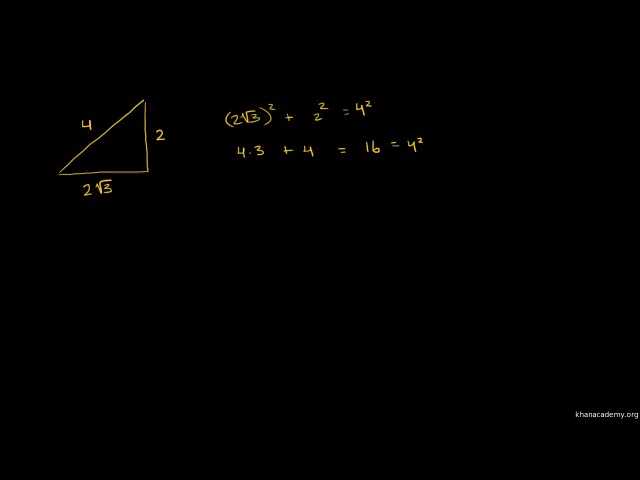 4
2
2√3
(2√3)² + 2² = 4²
4·3 + 4 = 16 = 4²
khanacademy.org